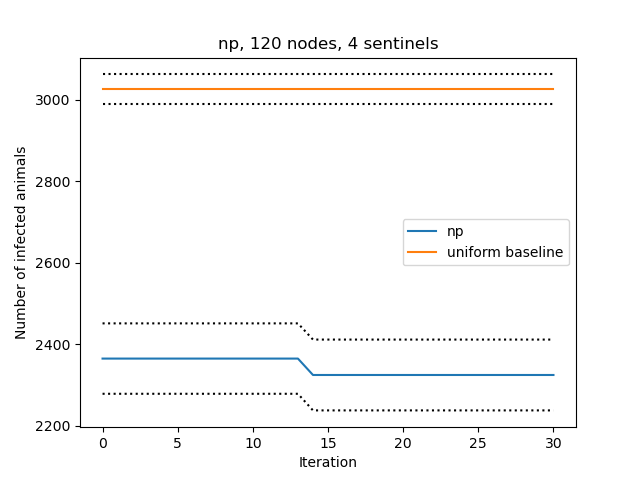 np, 120 nodes, 4 sentinels
Number of infected animals
3000
2800
2600
2400
2200
np
uniform baseline
0 5 10 15 20 25 30
Iteration